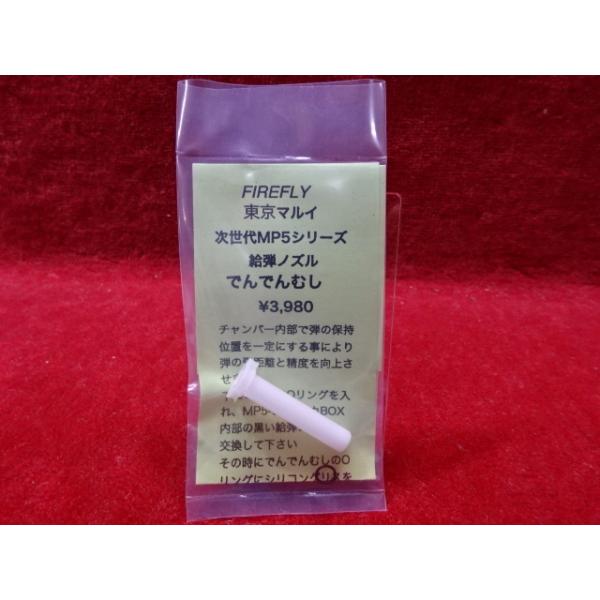 FIREFLY
東京マルイ
次世代MP5シリーズ
給弾ノズル
でんでんむし
¥3,980
チャンバー内部で弾の保持
位置を一定にする事により
弾の飛距離と精度を向上さ
せ
Oリングを入
れ、MP5 BOX
内部の黒い給弾
交換して下さい
その時にでんでんむしのO
リングにシリコングリスを